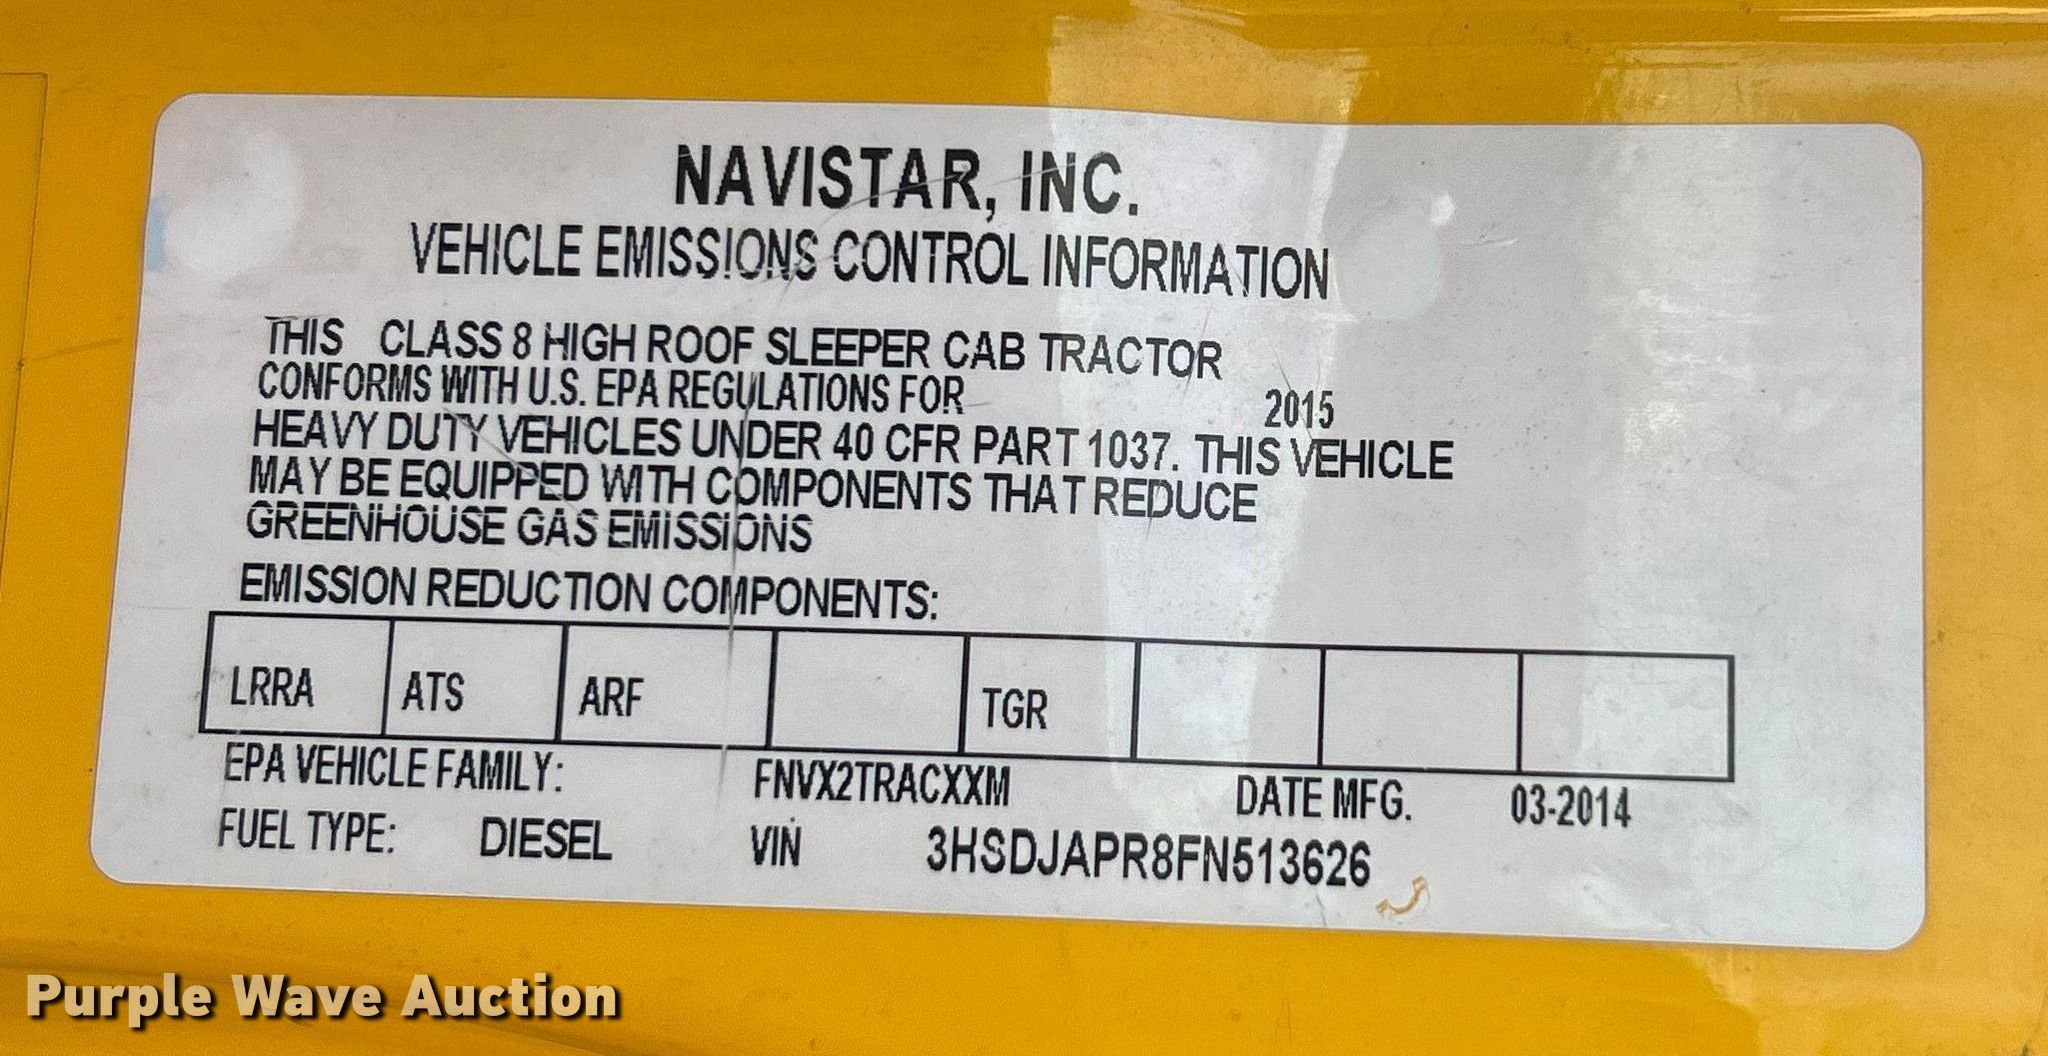 NAVISTAR, INC.
VEHICLE EMISSIONS CONTROL INFORMATION
THIS CLASS 8 HIGH ROOF SLEEPER CAB TRACTOR
CONFORMS WITH U.S. EPA REGULATIONS FOR 2015
HEAVY DUTY VEHICLES UNDER 40 CFR PART 1037. THIS VEHICLE
MAY BE EQUIPPED WITH COMPONENTS THAT REDUCE
GREENHOUSE GAS EMISSIONS
EMISSION REDUCTION COMPONENTS:
LRRA ATS ARF TGR
EPA VEHICLE FAMILY: FNVX2TRACXXM DATE MFG. 03-2014
FUEL TYPE: DIESEL VIN 3HSDJAPR8FN513626
Purple Wave Auction